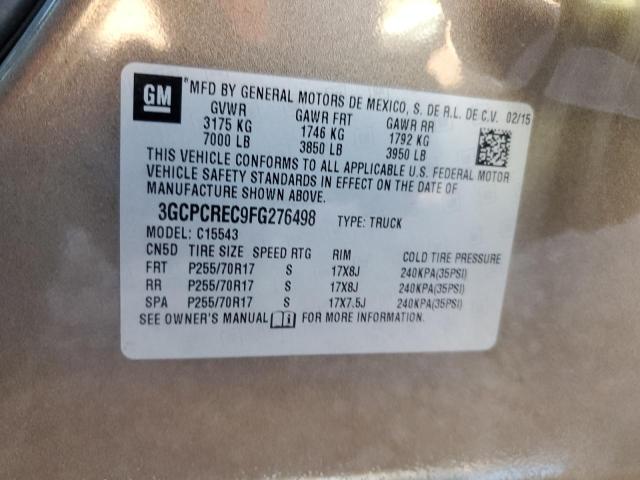 GM
*MFD BY GENERAL MOTORS DE MEXICO, S. DE R.L. DE C.V. 02/15
GVWR GAWR FRT GAWR RR
3175 KG 1746 KG 1792 KG
7000 LB 3850 LB 3950 LB
THIS VEHICLE CONFORMS TO ALL APPLICABLE U.S. FEDERAL MOTOR
VEHICLE SAFETY STANDARDS IN EFFECT ON THE DATE OF
MANUFACTURE SHOWN ABOVE.
3GCPCREC9FG276498 TYPE: TRUCK
MODEL: C15543
CN5D TIRE SIZE SPEED RTG RIM COLD TIRE PRESSURE
FRT P255/70R17 S 17X8J 240KPA(35PSI)
RR P255/70R17 S 17X8J 240KPA(35PSI)
SPA P255/70R17 S 17X7.5J 240KPA(35PSI)
SEE OWNER'S MANUAL FOR MORE INFORMATION.